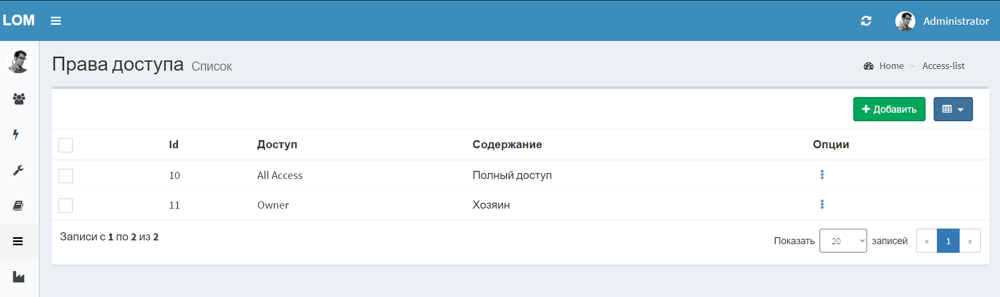 LOM
Administrator
Права доступа Список
Home > Access-list
Добавить
Id Доступ Содержание Опции
10 All Access Полный доступ
11 Owner Хозяин
Записи с 1 по 2 из 2
Показать 20 записей « 1 »